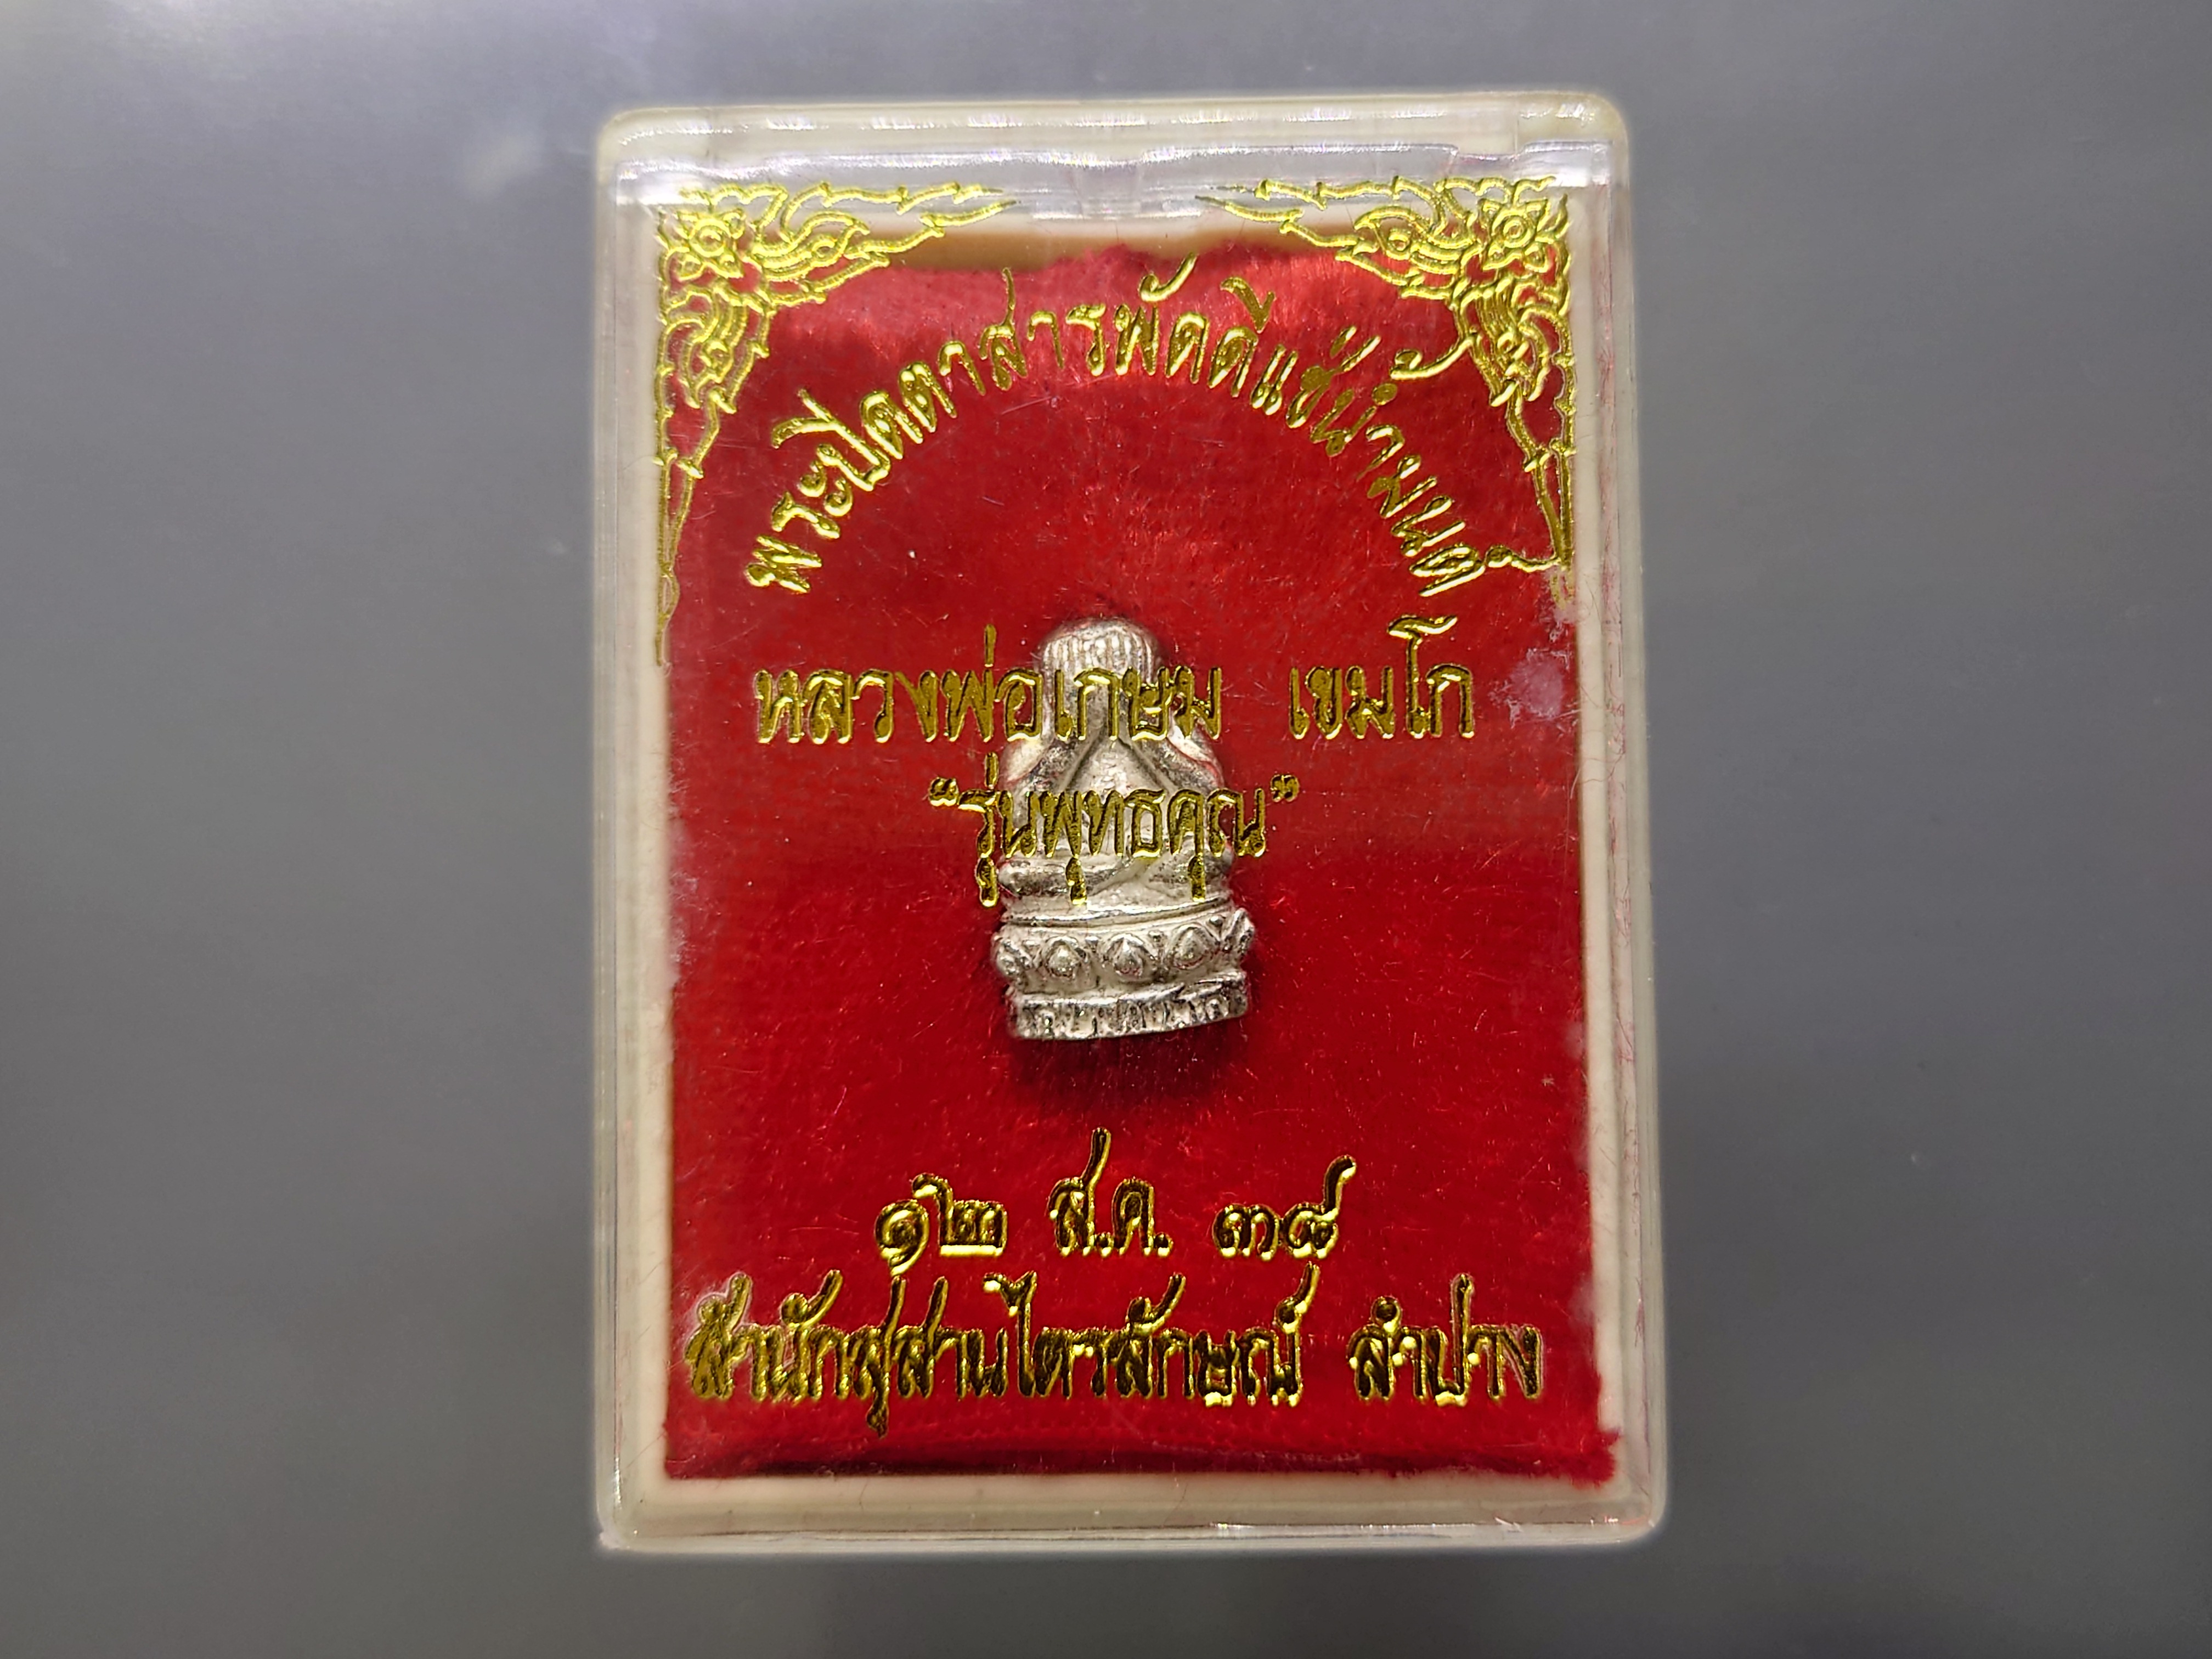 พระปิดตาสารพัดดีแช่น้ำมนต์
หลวงพ่อเกษม เขมโก
“รุ่นพุทธคุณ”
๑๒ ส.ค. ๓๘
สำนักสุสานไตรลักษณ์ ลำปาง